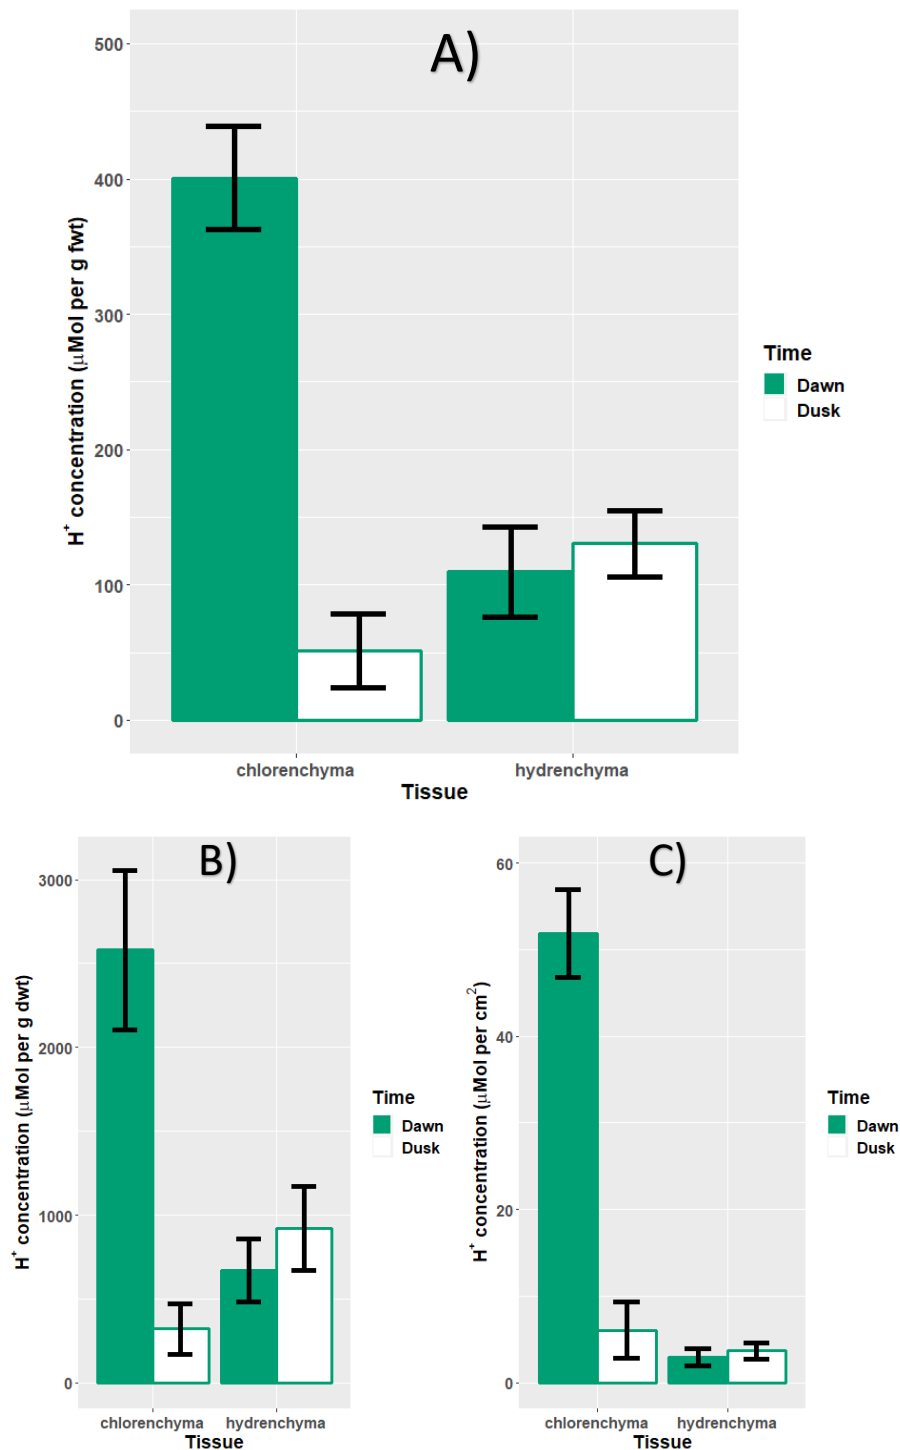 A)
500
400
300
200
100
0
H⁺ concentration (μMol per g fwt)
chlorenchyma hydrenchyma
Tissue
Time
Dawn
Dusk
B)
3000
2000
1000
0
H⁺ concentration (μMol per g dwt)
chlorenchyma hydrenchyma
Tissue
Time
Dawn
Dusk
C)
60
40
20
0
H⁺ concentration (μMol per cm²)
chlorenchyma hydrenchyma
Tissue
Time
Dawn
Dusk